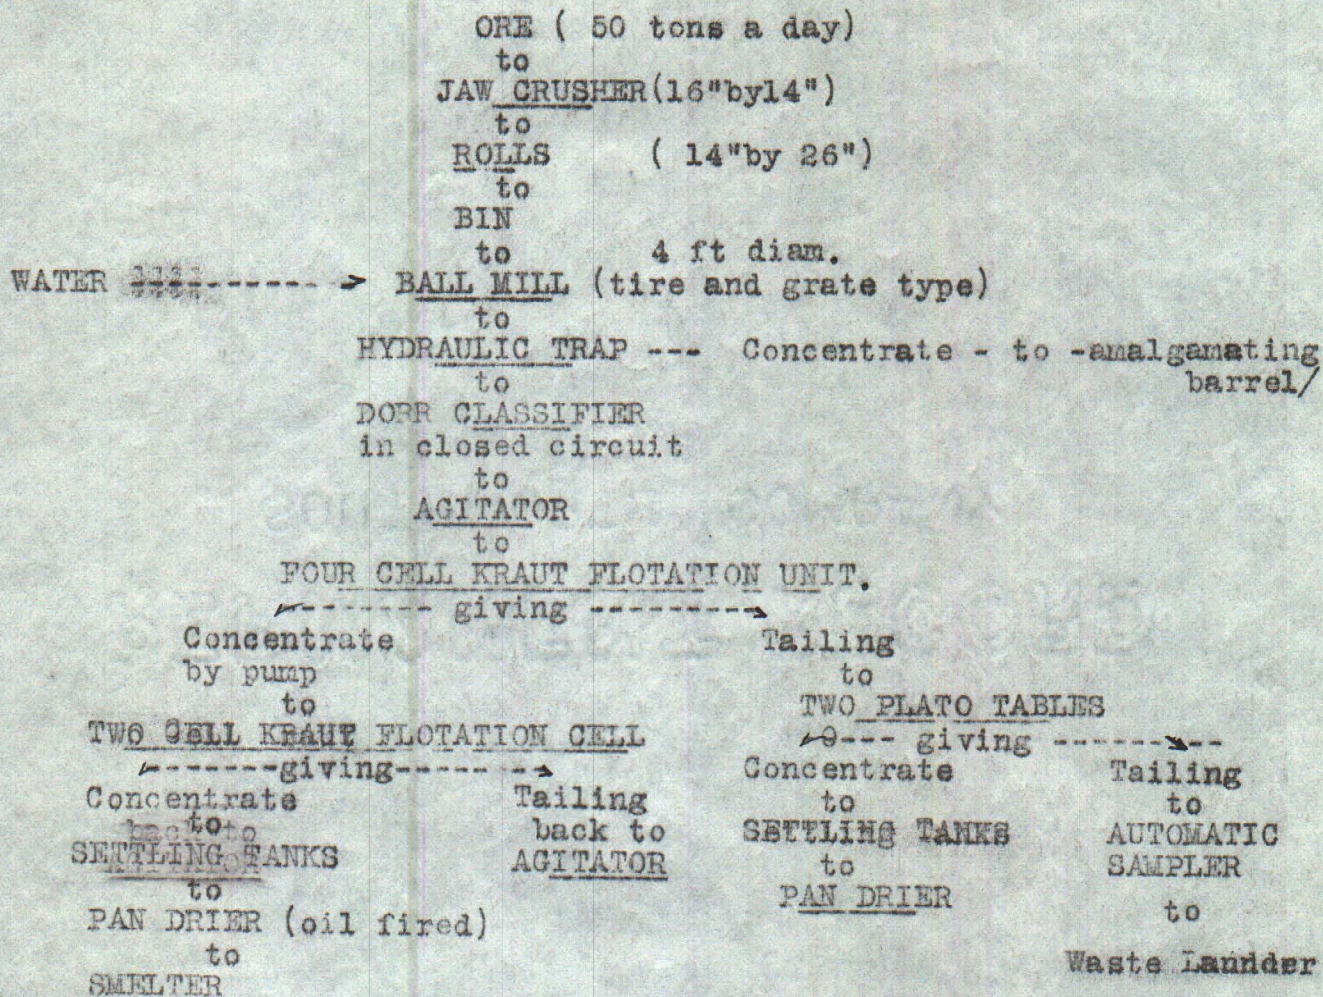 ORE ( 50 tons a day)
to
JAW CRUSHER(16"by14")
to
ROLLS ( 14"by 26")
to
BIN
to 4 ft diam.
WATER ---------- > BALL MILL (tire and grate type)
to
HYDRAULIC TRAP --- Concentrate - to -amalgamating
barrel/
to
DORR CLASSIFIER
in closed circuit
to
AGITATOR
to
FOUR CELL KRAUT FLOTATION UNIT.
------- giving ---------
Concentrate
by pump
to
TWO CELL KRAUT FLOTATION CELL
-------giving-------
Concentrate
to
SETTLING TANKS
to
PAN DRIER (oil fired)
to
SMELTER
Tailing
back to
AGITATOR
Tailing
to
TWO PLATO TABLES
--- giving ---------
Concentrate
to
SETTLING TANKS
to
PAN DRIER
Tailing
to
AUTOMATIC
SAMPLER
to
Waste Launder